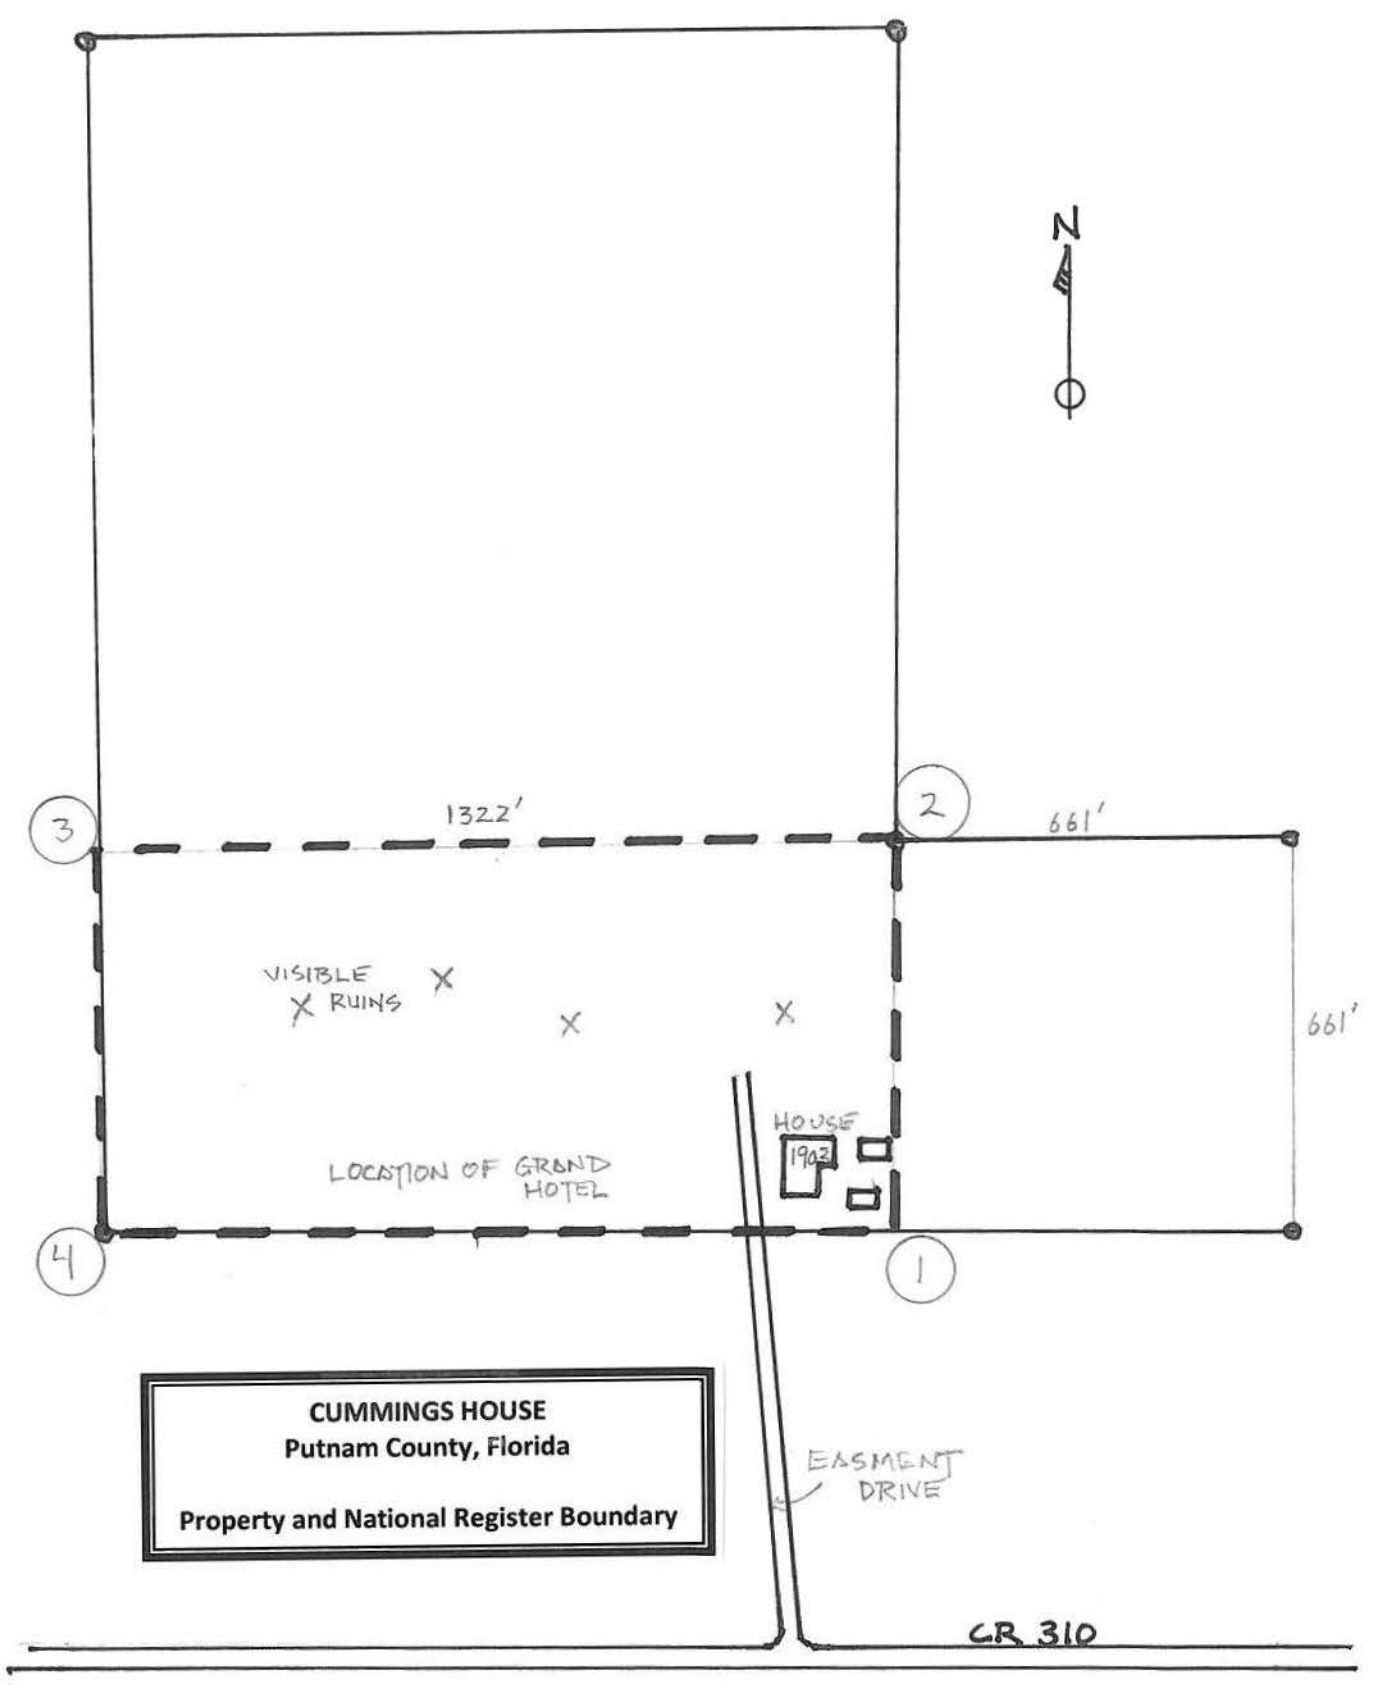 N
3
1322'
2
661'
VISIBLE
X RUINS
X
X
X
661'
HOUSE
1903
LOCATION OF GRAND
HOTEL
4
1
CUMMINGS HOUSE
Putnam County, Florida
Property and National Register Boundary
EASMENT
DRIVE
CR 310